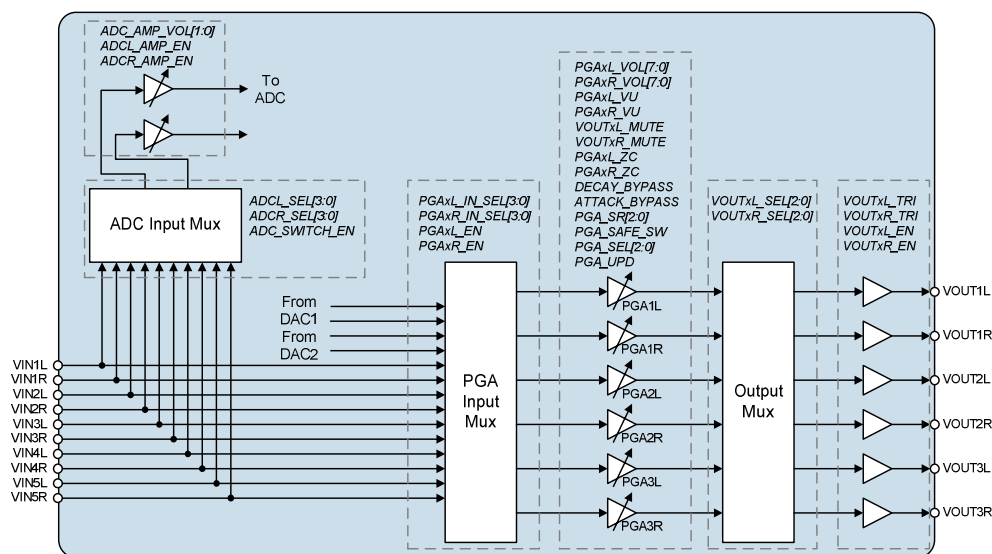 ADC_AMP_VOL[1:0]
ADCL_AMP_EN
ADCR_AMP_EN
To
ADC
ADC Input Mux
ADCL_SEL[3:0]
ADCR_SEL[3:0]
ADC_SWITCH_EN
PGAxL_IN_SEL[3:0]
PGAxR_IN_SEL[3:0]
PGAxL_EN
PGAxR_EN
PGAxL_VOL[7:0]
PGAxR_VOL[7:0]
PGAxL_VU
PGAxR_VU
VOUTxL_MUTE
VOUTxR_MUTE
PGAxL_ZC
PGAxR_ZC
DECAY_BYPASS
ATTACK_BYPASS
PGA_SR[2:0]
PGA_SAFE_SW
PGA_SEL[2:0]
PGA_UPD
VOUTxL_SEL[2:0]
VOUTxR_SEL[2:0]
VOUTxL_TRI
VOUTxR_TRI
VOUTxL_EN
VOUTxR_EN
From
DAC1
From
DAC2
VIN1L
VIN1R
VIN2L
VIN2R
VIN3L
VIN3R
VIN4L
VIN4R
VIN5L
VIN5R
PGA
Input
Mux
PGA1L
PGA1R
PGA2L
PGA2R
PGA3L
PGA3R
Output
Mux
VOUT1L
VOUT1R
VOUT2L
VOUT2R
VOUT3L
VOUT3R